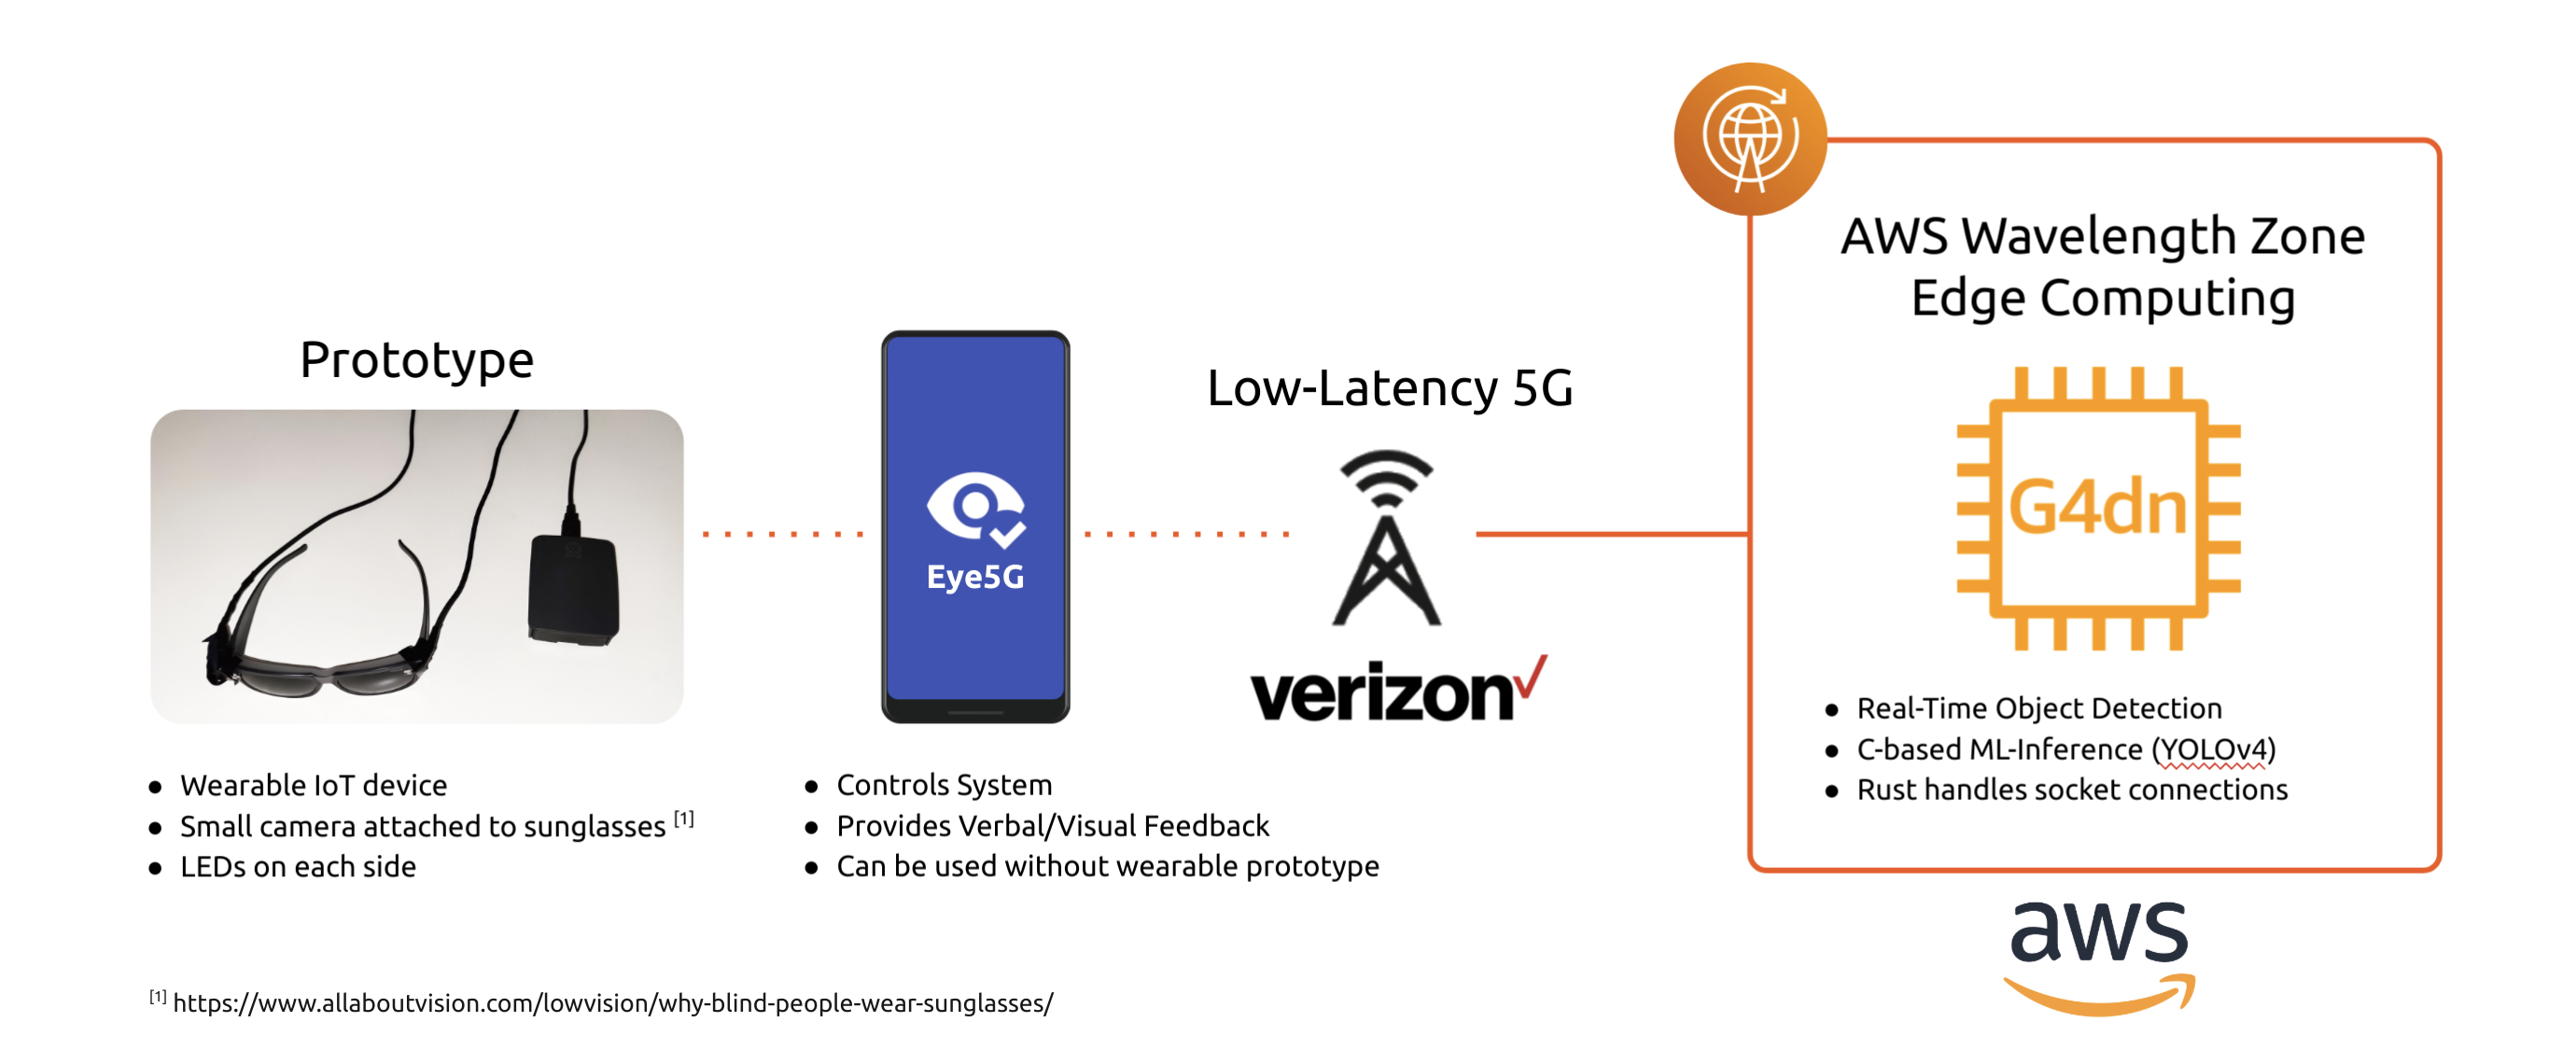 Prototype
● Wearable IoT device
● Small camera attached to sunglasses [1]
● LEDs on each side
Eye5G
● Controls System
● Provides Verbal/Visual Feedback
● Can be used without wearable prototype
Low-Latency 5G
verizon✓
AWS Wavelength Zone
Edge Computing
G4dn
● Real-Time Object Detection
● C-based ML-Inference (YOLOv4)
● Rust handles socket connections
aws
[1] https://www.allaboutvision.com/lowvision/why-blind-people-wear-sunglasses/